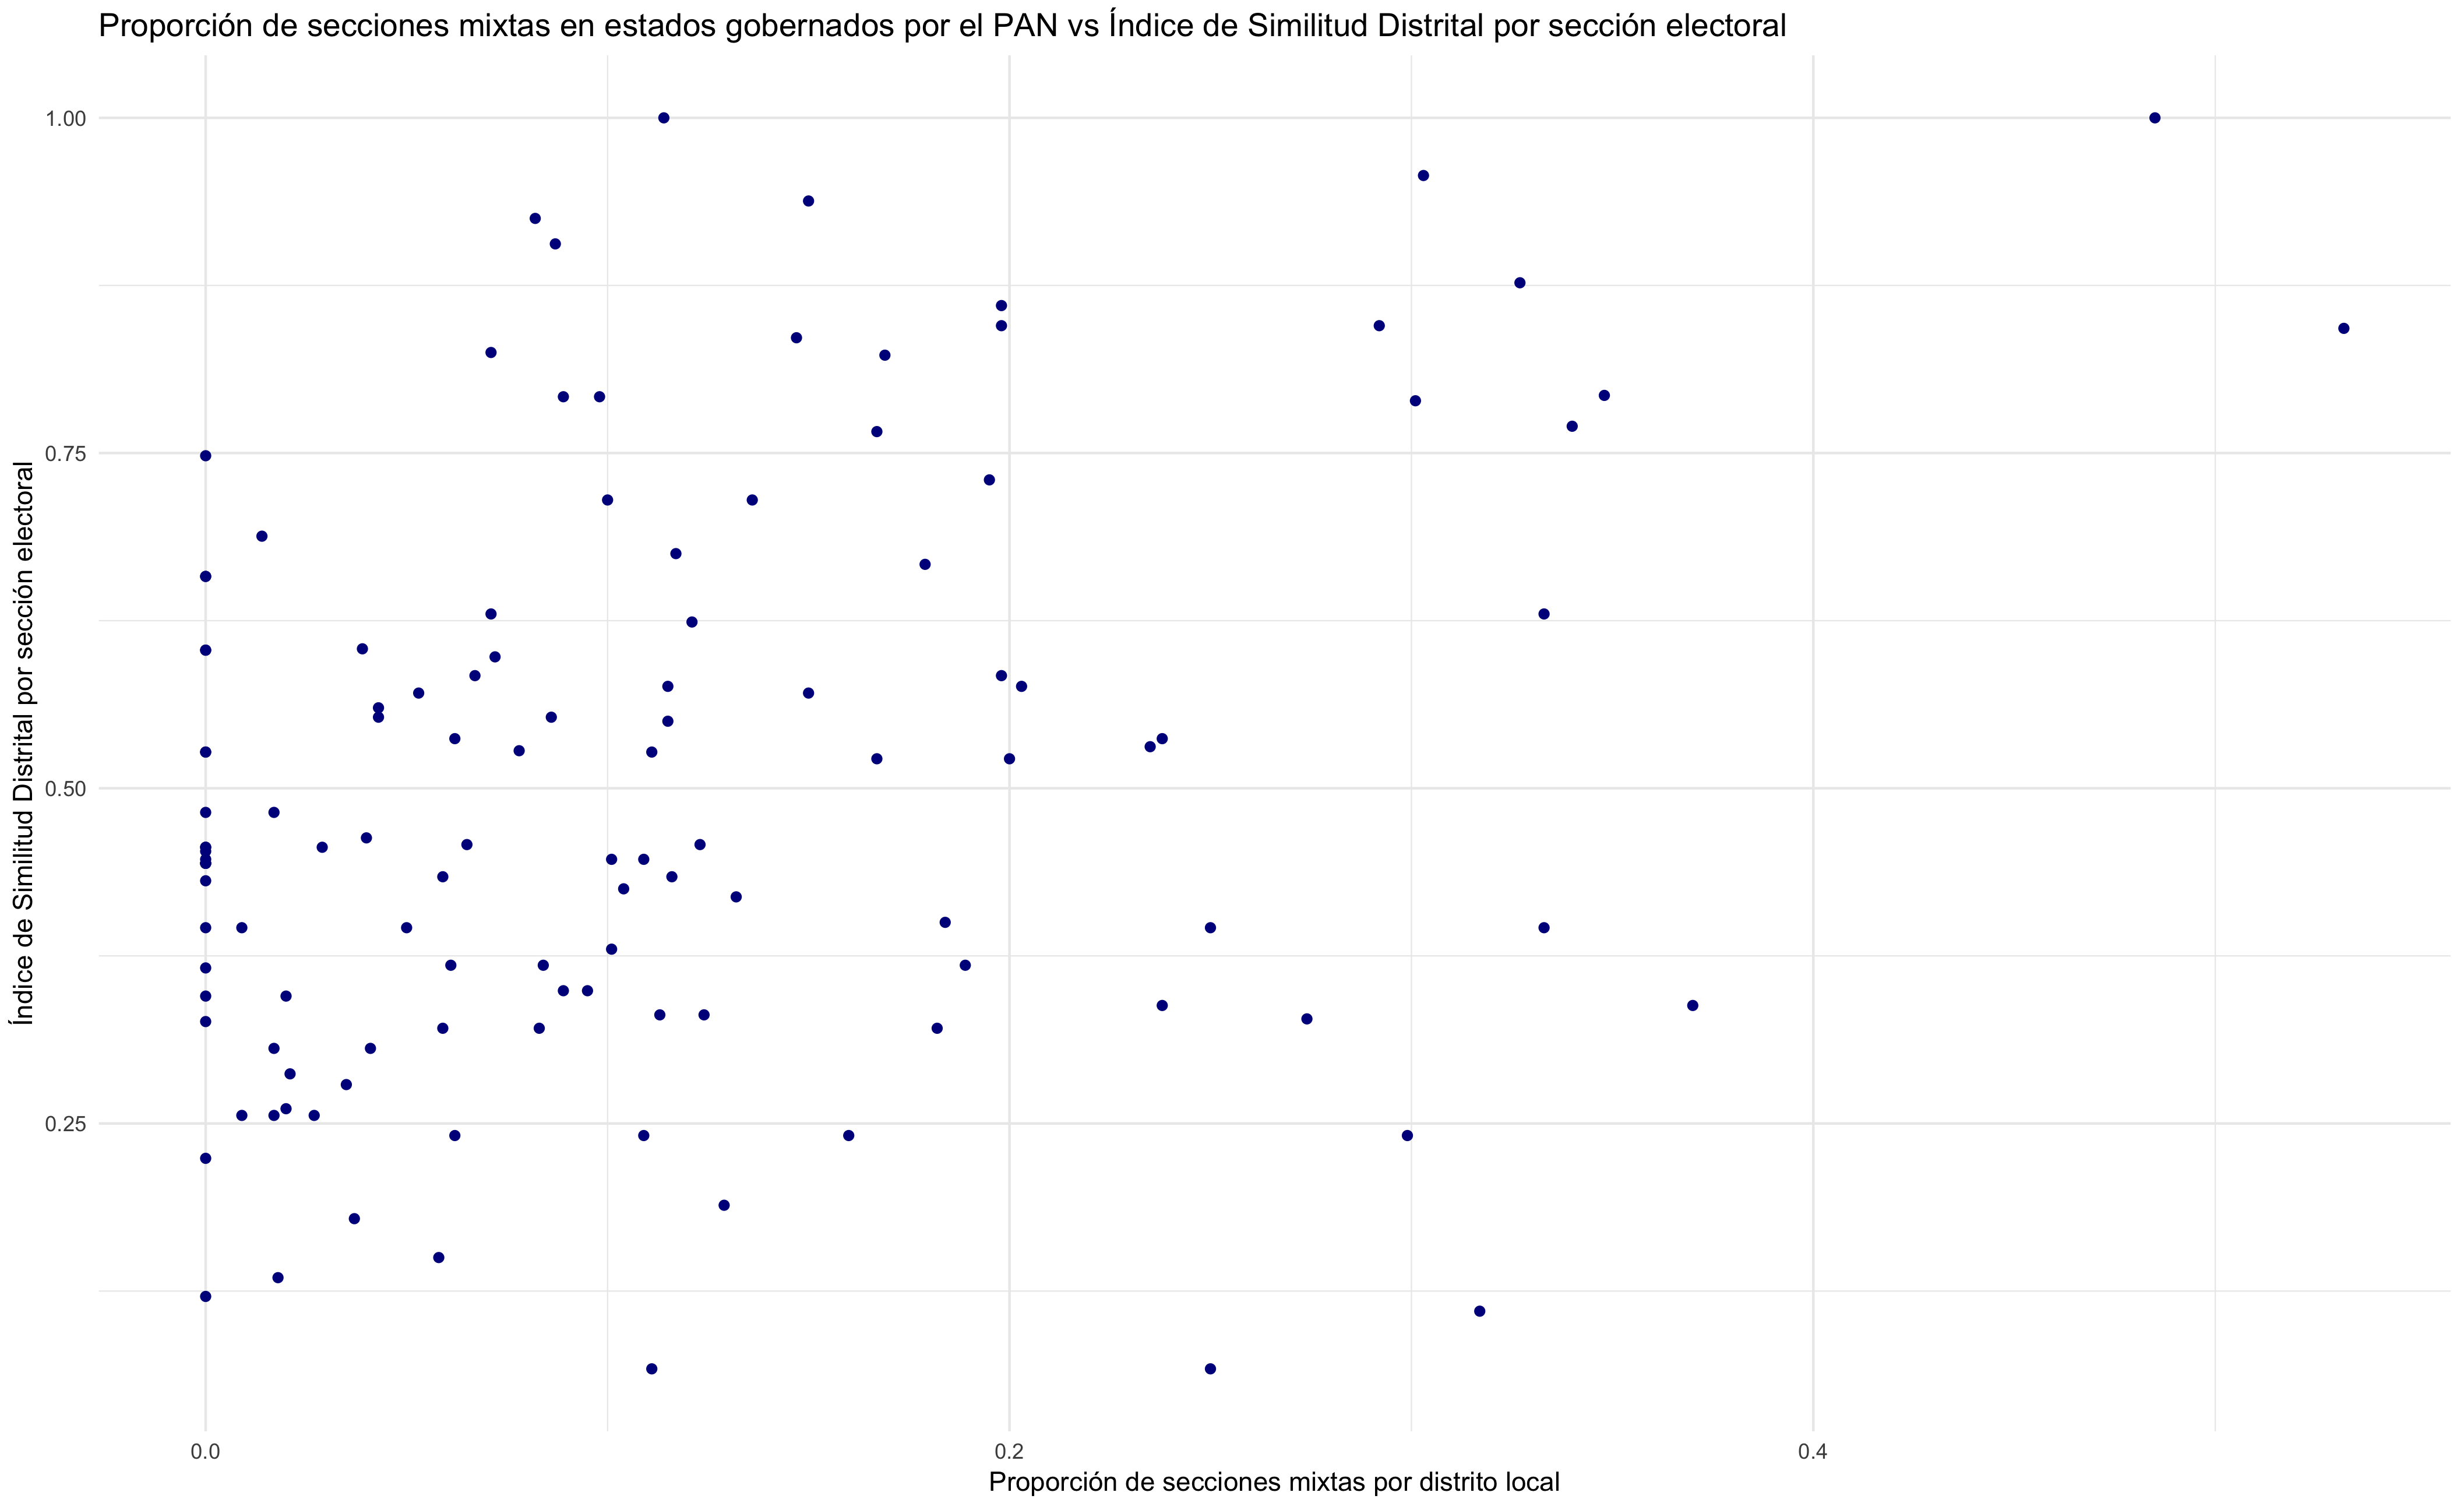 Proporción de secciones mixtas en estados gobernados por el PAN vs Índice de Similitud Distrital por sección electoral
1.00
0.75
0.50
0.25
Índice de Similitud Distrital por sección electoral
0.0
0.2
0.4
Proporción de secciones mixtas por distrito local